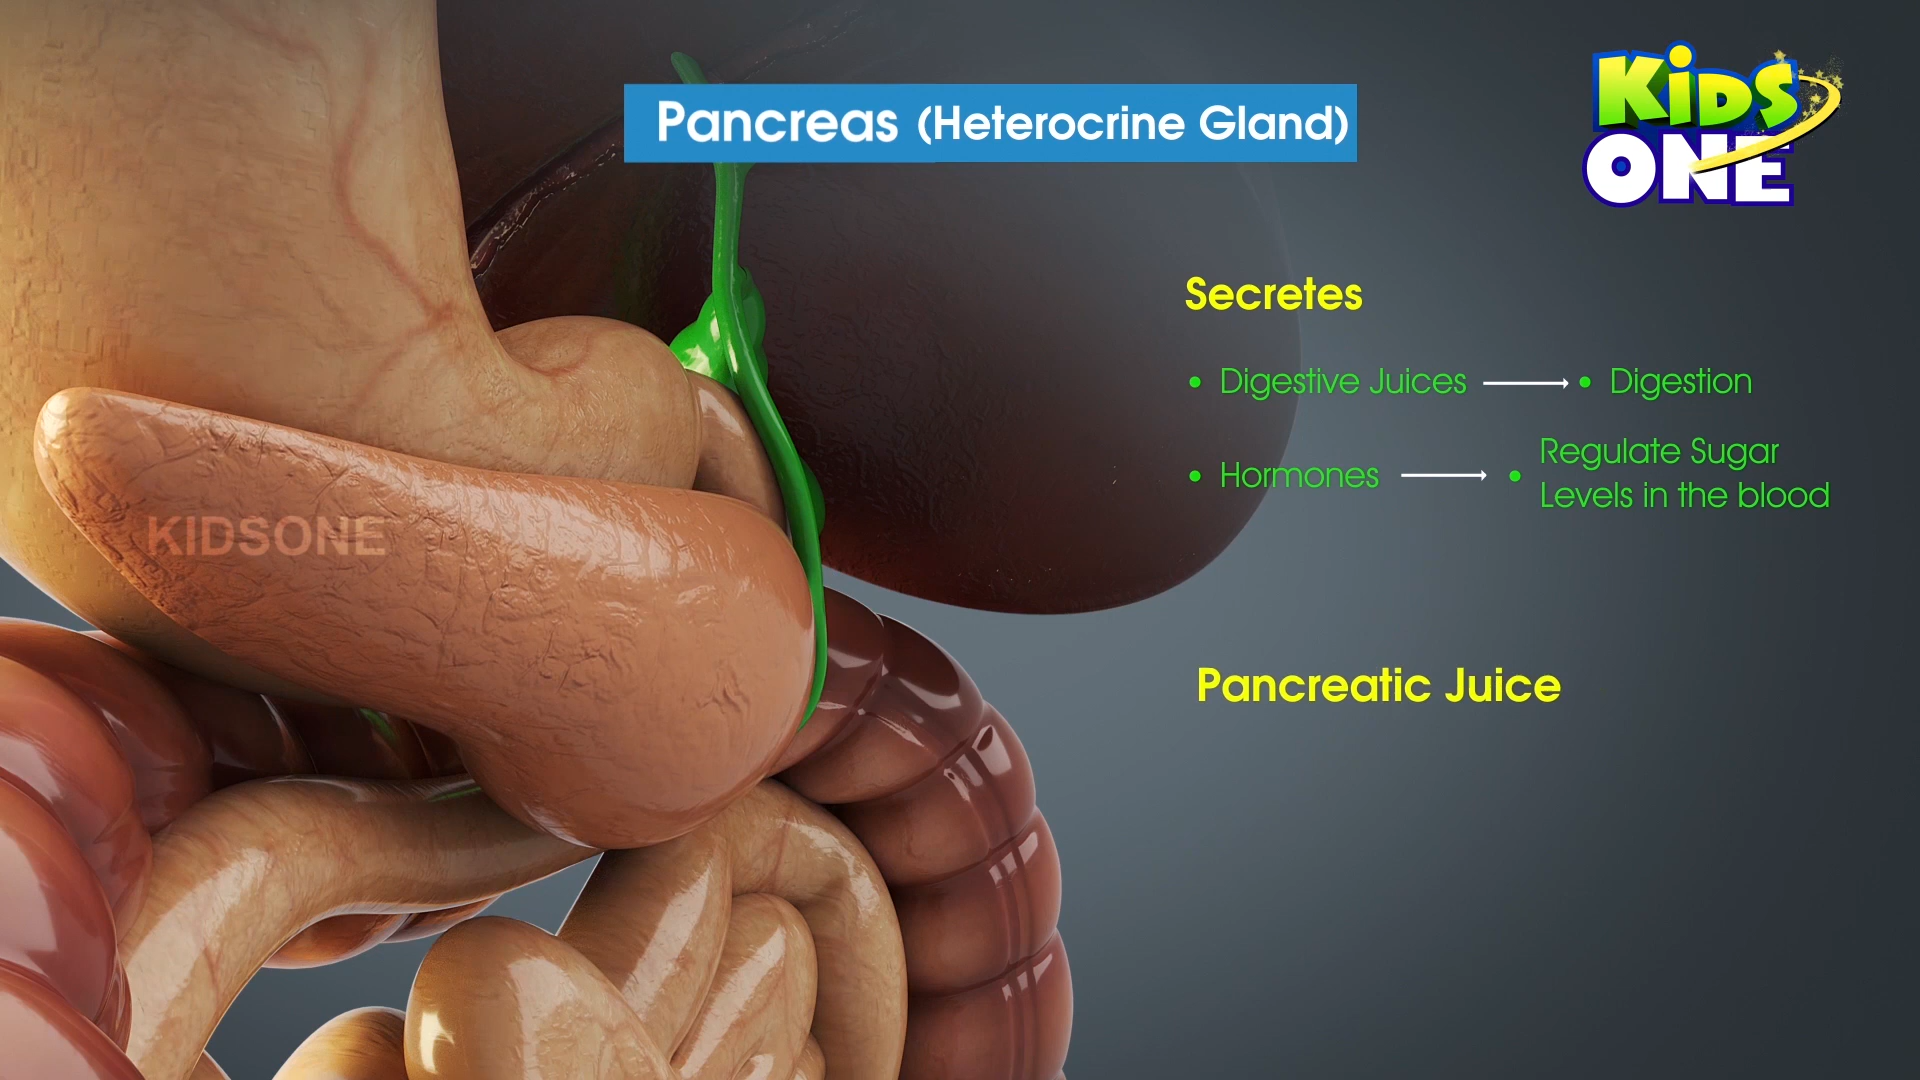 Pancreas (Heterocrine Gland)
KiDS
ONE
Secretes
• Digestive Juices ⟶ • Digestion
• Hormones ⟶ • Regulate Sugar
Levels in the blood
KIDSONE
Pancreatic Juice